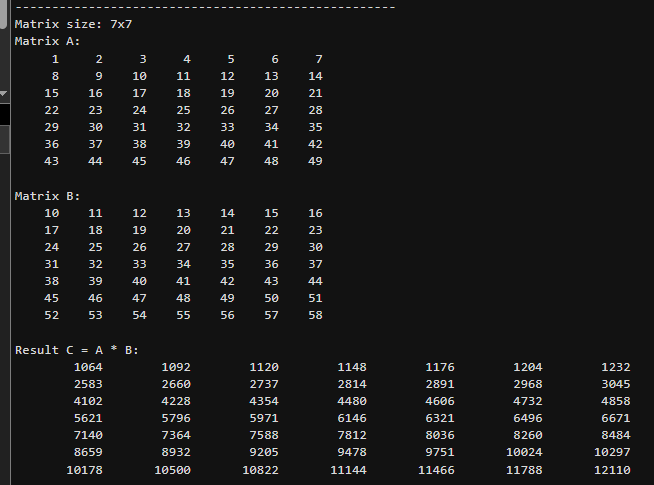 --------------------------------------------------
Matrix size: 7x7
Matrix A:
1 2 3 4 5 6 7
8 9 10 11 12 13 14
15 16 17 18 19 20 21
22 23 24 25 26 27 28
29 30 31 32 33 34 35
36 37 38 39 40 41 42
43 44 45 46 47 48 49
Matrix B:
10 11 12 13 14 15 16
17 18 19 20 21 22 23
24 25 26 27 28 29 30
31 32 33 34 35 36 37
38 39 40 41 42 43 44
45 46 47 48 49 50 51
52 53 54 55 56 57 58
Result C = A * B:
1064 1092 1120 1148 1176 1204 1232
2583 2660 2737 2814 2891 2968 3045
4102 4228 4354 4480 4606 4732 4858
5621 5796 5971 6146 6321 6496 6671
7140 7364 7588 7812 8036 8260 8484
8659 8932 9205 9478 9751 10024 10297
10178 10500 10822 11144 11466 11788 12110